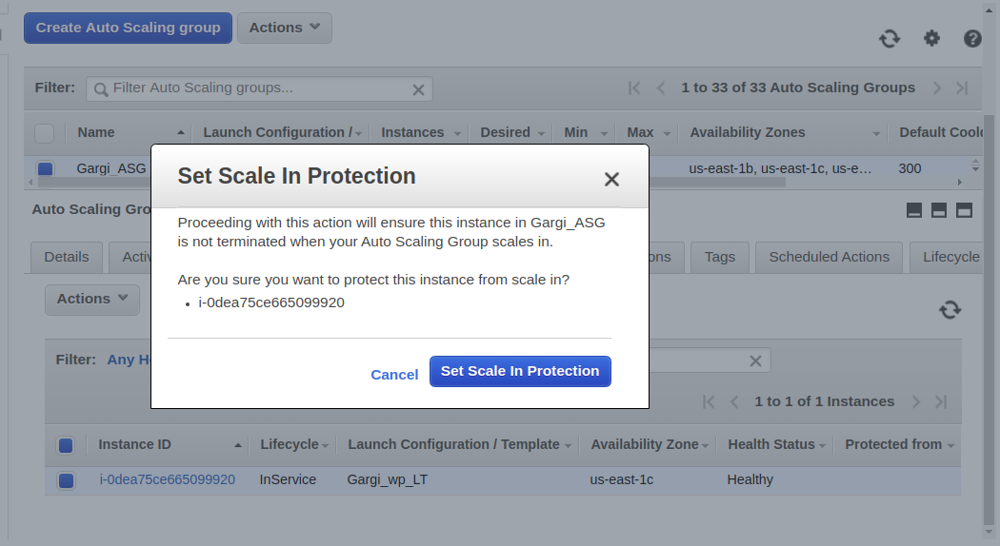 Create Auto Scaling group Actions
Filter: Filter Auto Scaling groups... 1 to 33 of 33 Auto Scaling Groups
Name Launch Configuration / Instances Desired Min Max Availability Zones Default Coold
Gargi_ASG us-east-1b, us-east-1c, us-e… 300
Set Scale In Protection
Auto Scaling Gro
Proceeding with this action will ensure this instance in Gargi_ASG
is not terminated when your Auto Scaling Group scales in.
Details Activ ons Tags Scheduled Actions Lifecycle
Are you sure you want to protect this instance from scale in?
• i-0dea75ce665099920
Actions
Filter: Any He
Cancel Set Scale In Protection
1 to 1 of 1 Instances
Instance ID Lifecycle Launch Configuration / Template Availability Zone Health Status Protected from
i-0dea75ce665099920 InService Gargi_wp_LT us-east-1c Healthy